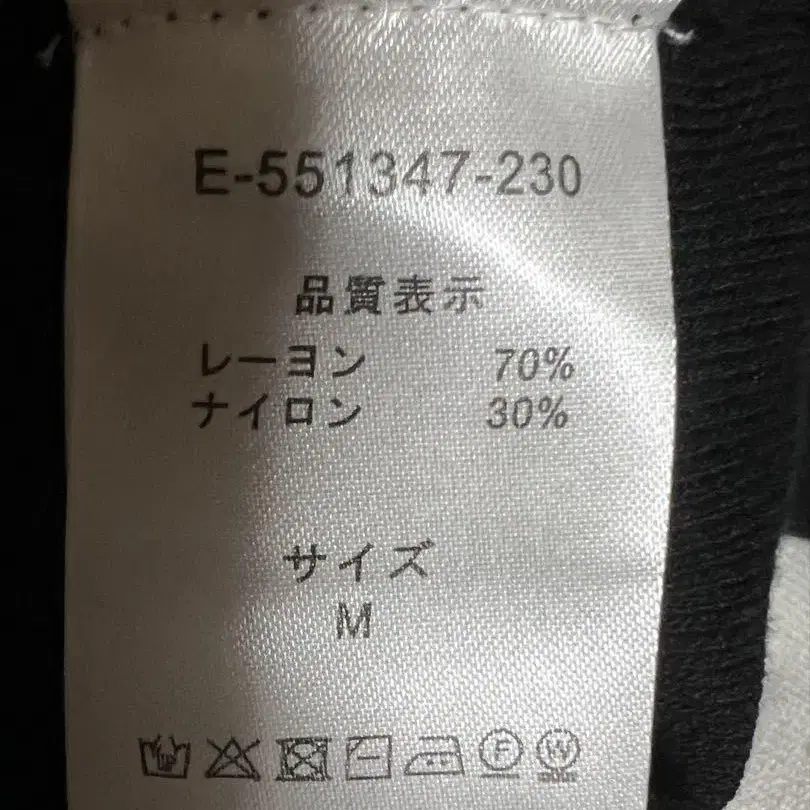 E-551347-230
品質表示
レーヨン 70%
ナイロン 30%
サイズ
M
F W